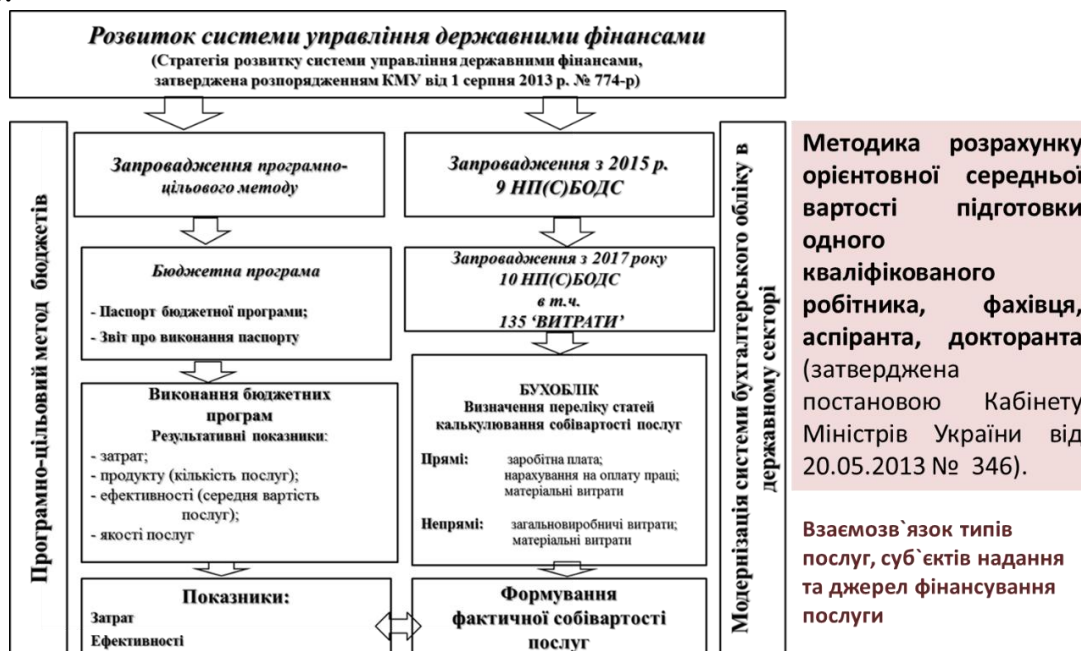 Розвиток системи управління державними фінансами
(Стратегія розвитку системи управління державними фінансами,
затверджена розпорядженням КМУ від 1 серпня 2013 р. № 774-р)
Програмно-цільовий метод бюджетів
Запровадження програмно-
цільового методу
Бюджетна програма
- Паспорт бюджетної програми;
- Звіт про виконання паспорту
Виконання бюджетних
програм
Результативні показники:
- затрат;
- продукту (кількість послуг);
- ефективності (середня вартість
послуг);
- якості послуг
Показники:
Затрат
Ефективності
Запровадження з 2015 р.
9 НП(С)БОДС
Запровадження з 2017 року
10 НП(С)БОДС
в т.ч.
135 ‘ВИТРАТИ’
БУХОБЛІК
Визначення переліку статей
калькулювання собівартості послуг
Прямі: заробітна плата;
нарахування на оплату праці;
матеріальні витрати
Непрямі: загальновиробничі витрати;
матеріальні витрати
Формування
фактичної собівартості
послуг
Модернізація системи бухгалтерського обліку в
державному секторі
Методика розрахунку
орієнтовної середньої
вартості підготовки
одного
кваліфікованого
робітника, фахівця,
аспіранта, докторанта
(затверджена
постановою Кабінету
Міністрів України від
20.05.2013 № 346).
Взаємозв`язок типів
послуг, суб`єктів надання
та джерел фінансування
послуги